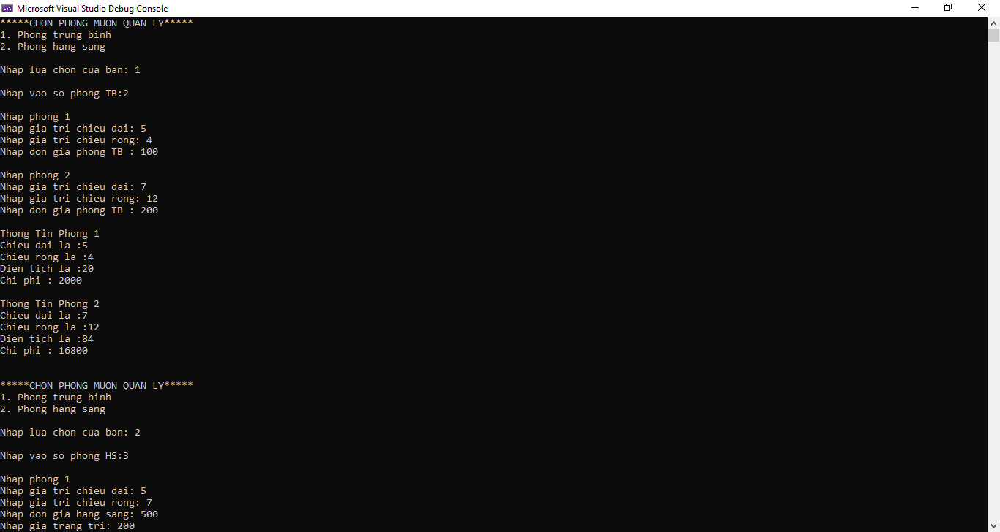 Microsoft Visual Studio Debug Console
*****CHON PHONG MUON QUAN LY*****
1. Phong trung binh
2. Phong hang sang
Nhap lua chon cua ban: 1
Nhap vao so phong TB:2
Nhap phong 1
Nhap gia tri chieu dai: 5
Nhap gia tri chieu rong: 4
Nhap don gia phong TB : 100
Nhap phong 2
Nhap gia tri chieu dai: 7
Nhap gia tri chieu rong: 12
Nhap don gia phong TB : 200
Thong Tin Phong 1
Chieu dai la :5
Chieu rong la :4
Dien tich la :20
Chi phi : 2000
Thong Tin Phong 2
Chieu dai la :7
Chieu rong la :12
Dien tich la :84
Chi phi : 16800
*****CHON PHONG MUON QUAN LY*****
1. Phong trung binh
2. Phong hang sang
Nhap lua chon cua ban: 2
Nhap vao so phong HS:3
Nhap phong 1
Nhap gia tri chieu dai: 5
Nhap gia tri chieu rong: 7
Nhap don gia hang sang: 500
Nhap gia trang tri: 200